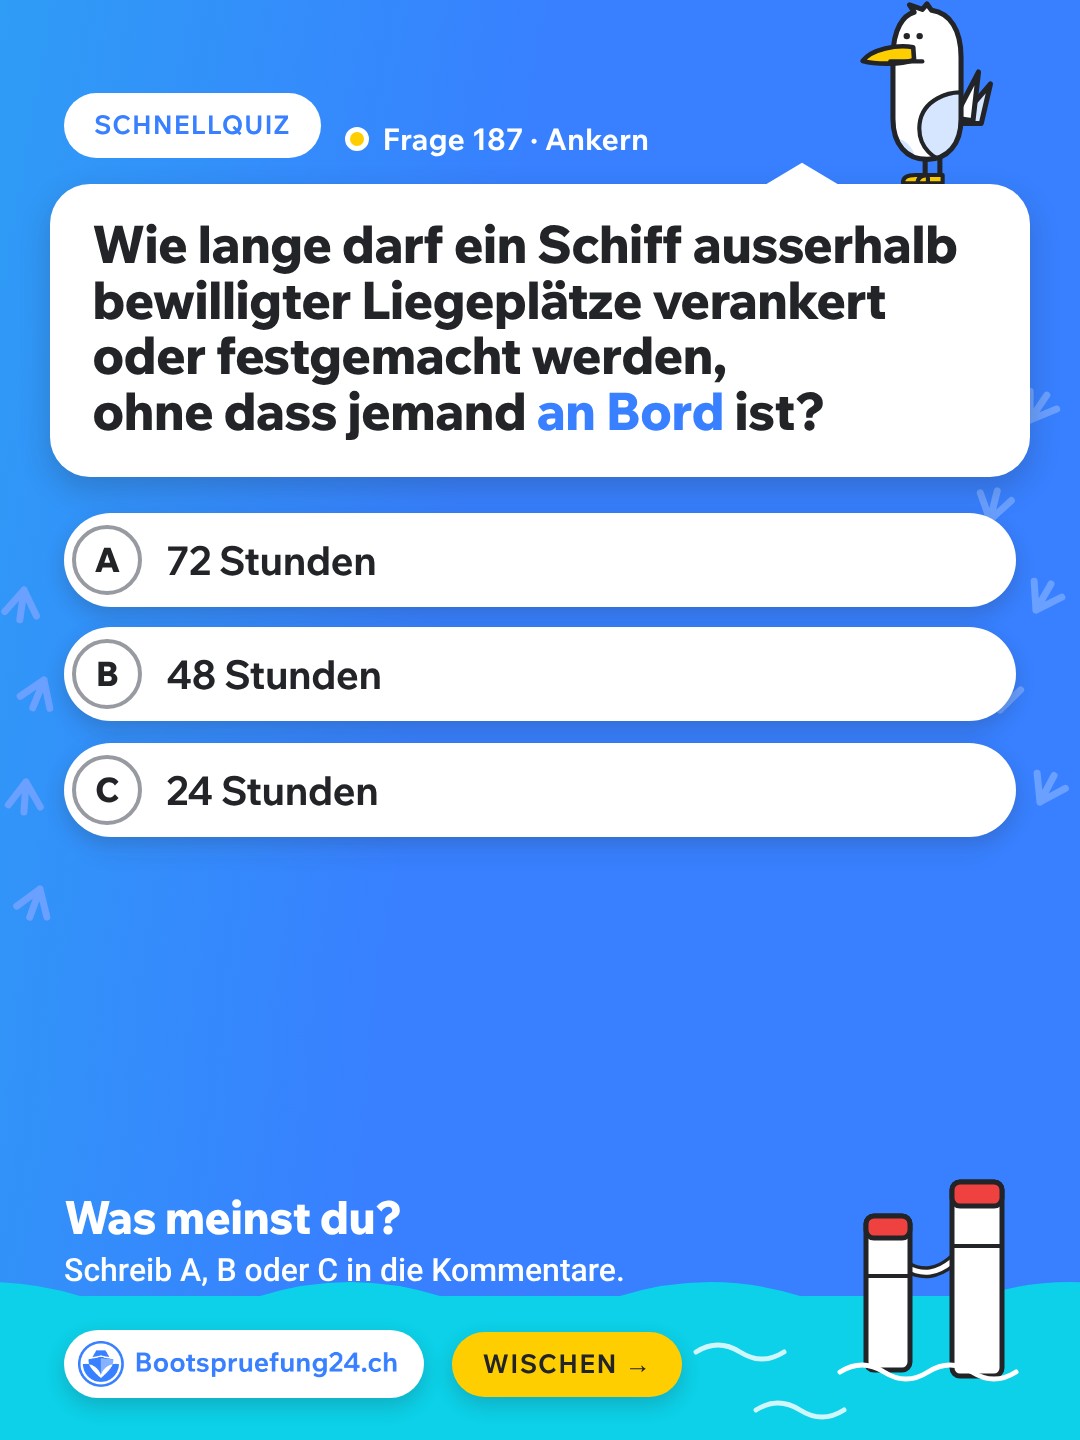 SCHNELLQUIZ
Frage 187 · Ankern
Wie lange darf ein Schiff ausserhalb
bewilligter Liegeplätze verankert
oder festgemacht werden,
ohne dass jemand an Bord ist?
A 72 Stunden
B 48 Stunden
C 24 Stunden
Was meinst du?
Schreib A, B oder C in die Kommentare.
Bootspruefung24.ch
WISCHEN →